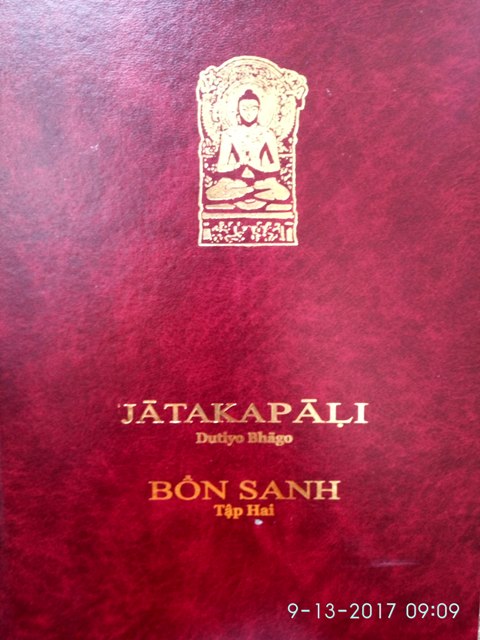 JĀTAKAPĀḶI
Dutiyo Bhāgo
BỔN SANH
Tập Hai
9-13-2017 09:09